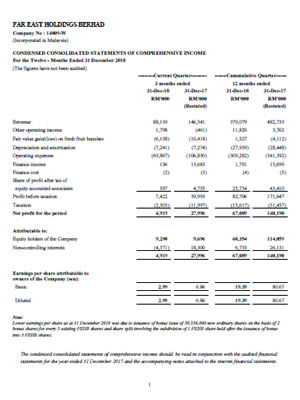 FAR EAST HOLDINGS BERHAD
Company No : 14809-W
(Incorporated in Malaysia)
CONDENSED CONSOLIDATED STATEMENTS OF COMPREHENSIVE INCOME
For the Twelve - Months Ended 31 December 2018
(The figures have not been audited)
----------Current Quarter---------- ------Cummulative Quarter------
3 months ended 12 months ended
31-Dec-18 31-Dec-17 31-Dec-18 31-Dec-17
RM'000 RM'000 RM'000 RM'000
(Restated) (Restated)
Revenue 88,139 146,541 379,079 482,733
Other operating income 1,798 (461) 11,820 3,762
Fair value gain/(loss) on fresh fruit bunches (6,138) (10,418) 1,327 (4,112)
Depreciation and amortisation (7,241) (7,274) (27,939) (28,449)
Operating expenses (69,867) (106,830) (309,282) (341,392)
Finance income 156 13,683 1,791 15,699
Finance cost (2) (5) (4) (5)
Share of profit after tax of
equity accounted associates 597 4,755 25,734 43,410
Profit before taxation 7,422 39,993 82,706 171,647
Taxation (2,503) (11,997) (15,617) (31,457)
Net profit for the period 4,919 27,996 67,089 140,190
Attributable to:
Equity holders of the Company 9,290 9,696 60,354 114,059
Non-controlling interests (4,371) 18,300 6,735 26,131
4,919 27,996 67,089 140,190
Earnings per share attributable to
owners of the Company (sen):
Basic 2.99 6.86 19.39 80.67
Diluted 2.99 6.86 19.39 80.67
Note:
Lower earnings per share as at 31 December 2018 was due to issuance of bonus issue of 56,556,000 new ordinary shares on the basis of 2
bonus shares for every 5 existing FEHB shares and share split involving the subdivision of 1 FEHB share held after the issuance of bonus
into 3 FEHB shares.
The condensed consolidated statements of comprehensive income should be read in conjunction with the audited financial
statements for the year ended 31 December 2017 and the accompanying notes attached to the interim financial statements.
1